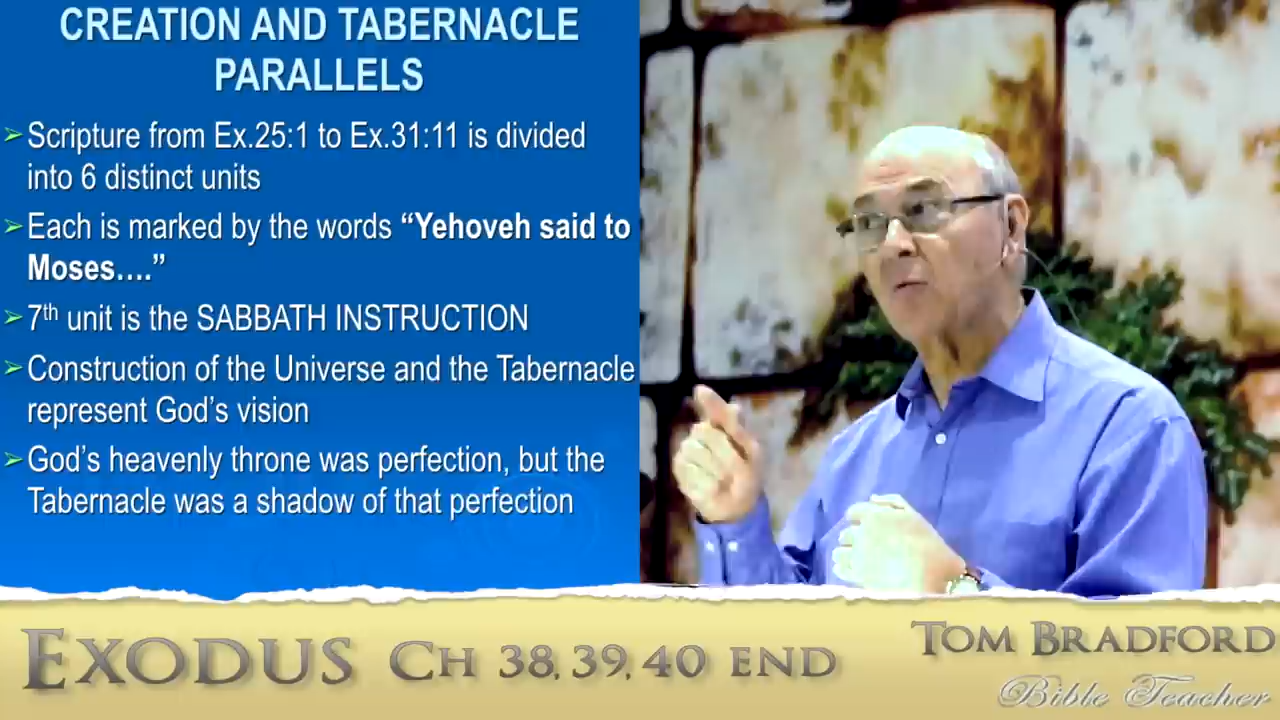 CREATION AND TABERNACLE
PARALLELS
➢ Scripture from Ex.25:1 to Ex.31:11 is divided
into 6 distinct units
➢ Each is marked by the words “Yehoveh said to
Moses….”
➢ 7th unit is the SABBATH INSTRUCTION
➢ Construction of the Universe and the Tabernacle
represent God’s vision
➢ God’s heavenly throne was perfection, but the
Tabernacle was a shadow of that perfection
EXODUS CH 38, 39, 40 END
TOM BRADFORD
Bible Teacher